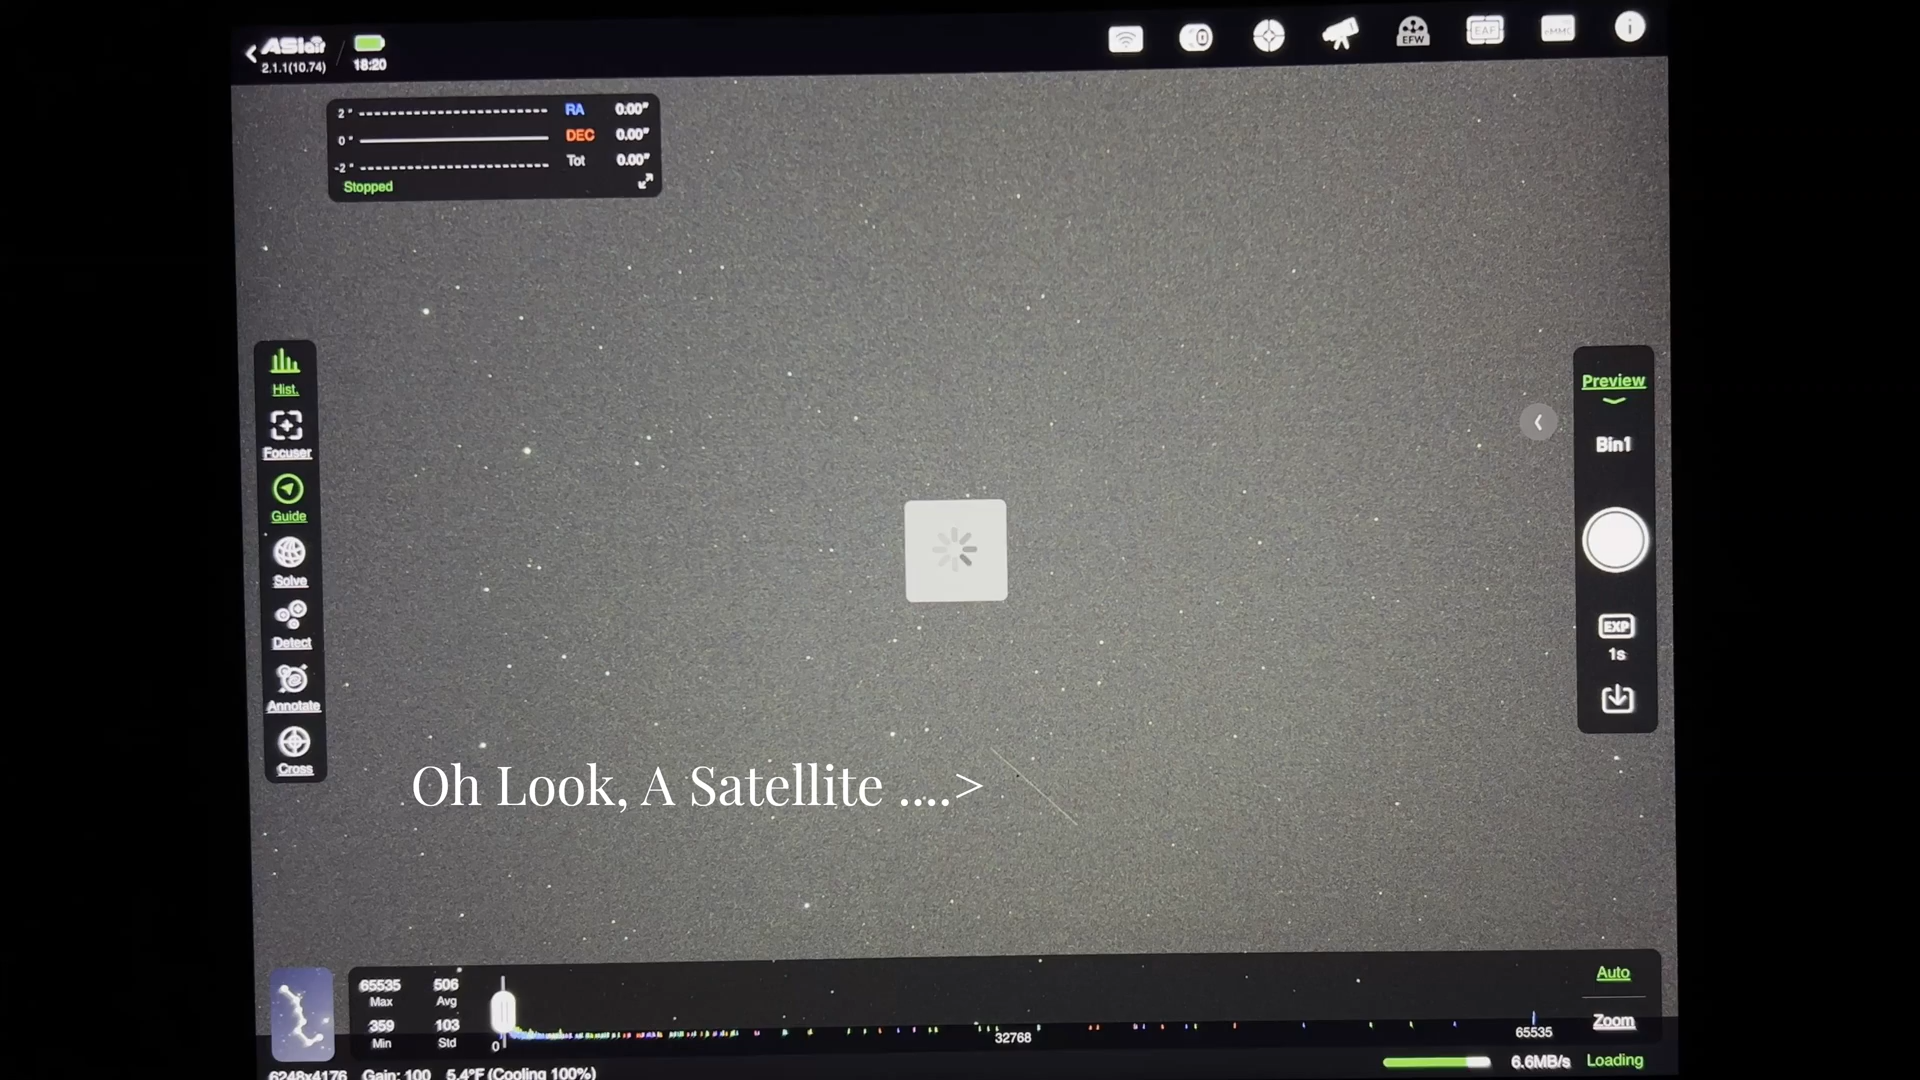 ASIair
2.1.1(10.74)
18:20
EFW
EAF
eMMC
2"
RA 0.00"
0"
DEC 0.00"
Tot 0.00"
-2"
Stopped
Hist.
Focuser
Guide
Solve
Detect
Annotate
Cross
Preview
Bin1
EXP
1s
Oh Look, A Satellite ....>
65535 506
Max Avg
359 103
Min Std
0
32768
65535
Auto
Zoom
6248x4176 Gain: 100 5.4°F (Cooling 100%)
6.6MB/s Loading